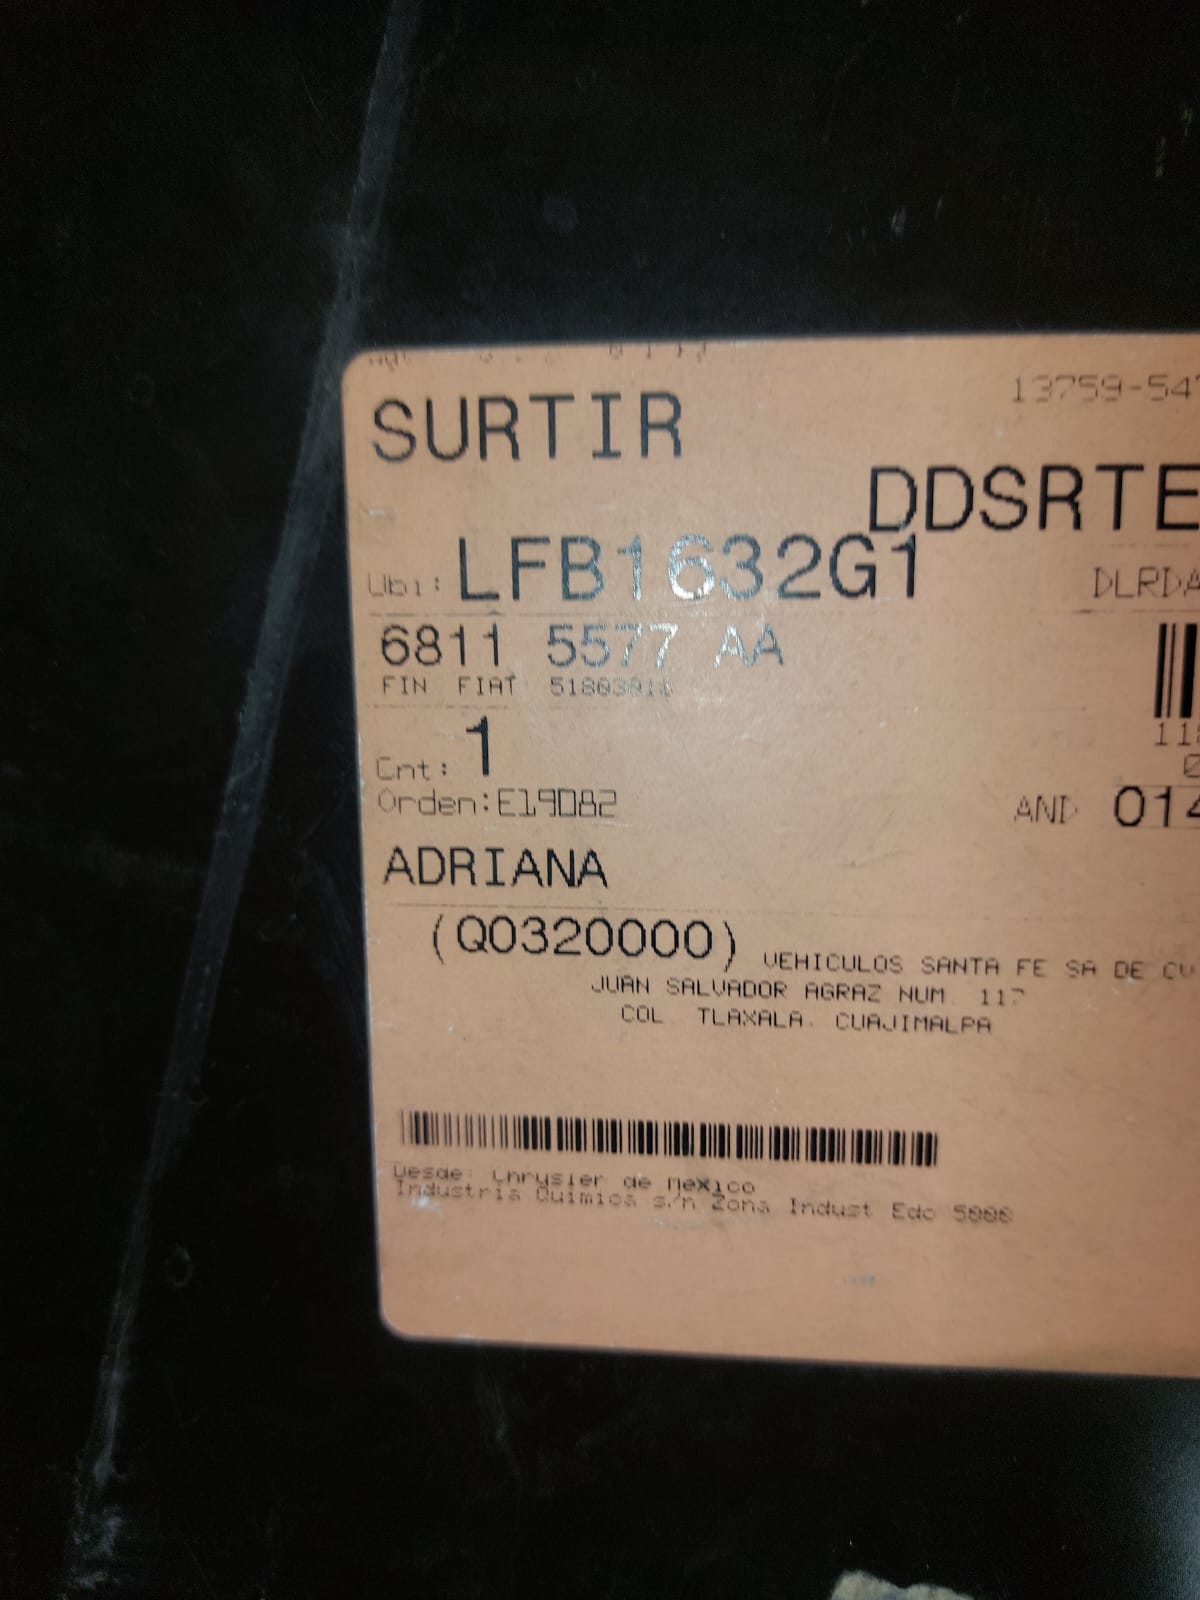 13759-547
SURTIR
DDSRTE
Ubi: LFB1632G1
DLRDA
6811 5577 AA
FIN FIAT
Cnt: 1
Orden:E19082
AND 014
ADRIANA
(Q0320000) VEHICULOS SANTA FE SA DE CV
JUAN SALVADOR AGRAZ NUM. 117
COL. TLAXALA. CUAJIMALPA
Desde: Chrysler de Mexico
Industria Quimica s/n Zona Indust Edo 5000